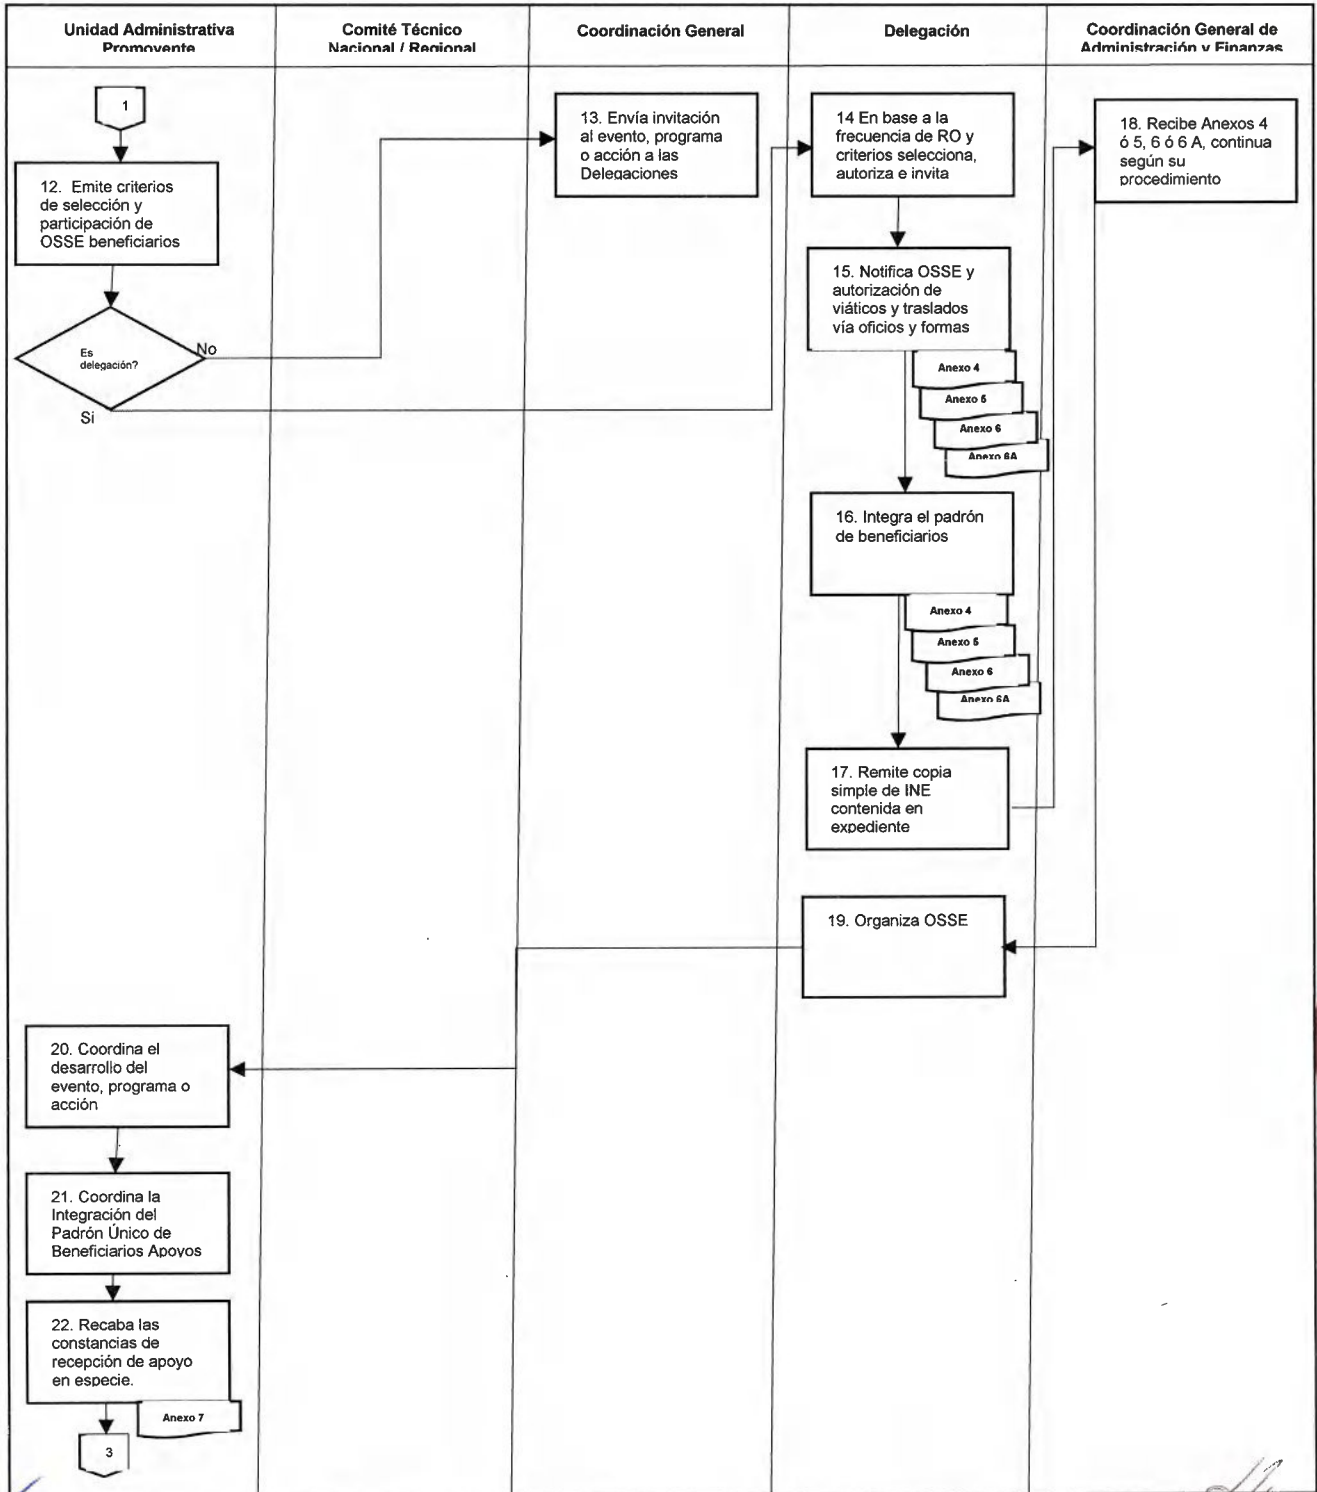 Unidad Administrativa
Promovente
Comité Técnico
Nacional / Regional
Coordinación General
Delegación
Coordinación General de
Administración y Finanzas
1
12. Emite criterios
de selección y
participación de
OSSE beneficiarios
Es
delegación?
No
Si
13. Envía invitación
al evento, programa
o acción a las
Delegaciones
14 En base a la
frecuencia de RO y
criterios selecciona,
autoriza e invita
15. Notifica OSSE y
autorización de
viáticos y traslados
vía oficios y formas
Anexo 4
Anexo 5
Anexo 6
Anexo 6A
16. Integra el padrón
de beneficiarios
Anexo 4
Anexo 5
Anexo 6
Anexo 6A
17. Remite copia
simple de INE
contenida en
expediente
18. Recibe Anexos 4
ó 5, 6 ó 6 A, continua
según su
procedimiento
19. Organiza OSSE
20. Coordina el
desarrollo del
evento, programa o
acción
21. Coordina la
Integración del
Padrón Único de
Beneficiarios Apoyos
22. Recaba las
constancias de
recepción de apoyo
en especie.
Anexo 7
3